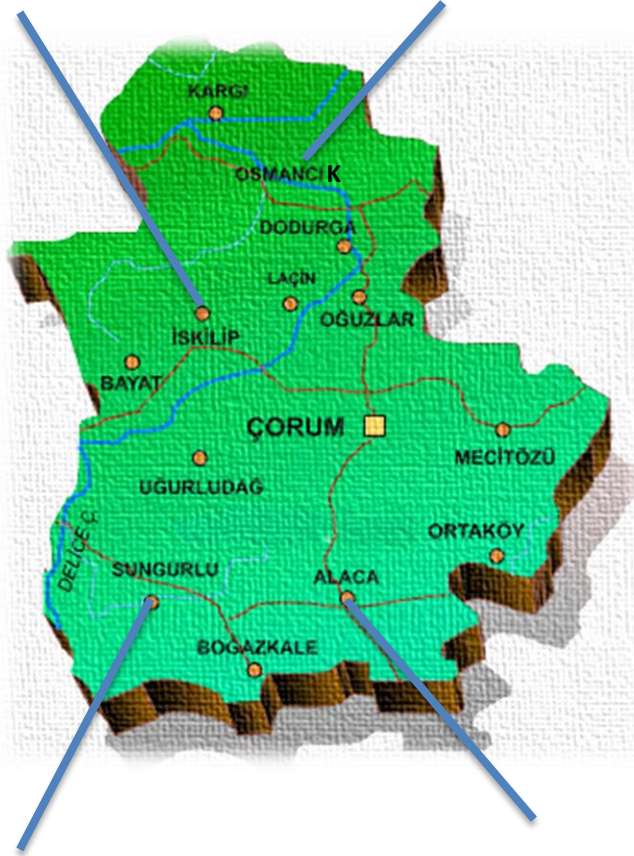 KARGI
OSMANCIK
DODURGA
LAÇİN
OĞUZLAR
İSKİLİP
BAYAT
ÇORUM
MECİTÖZÜ
UĞURLUDAĞ
ORTAKÖY
DELİCE Ç.
SUNGURLU
ALACA
BOĞAZKALE